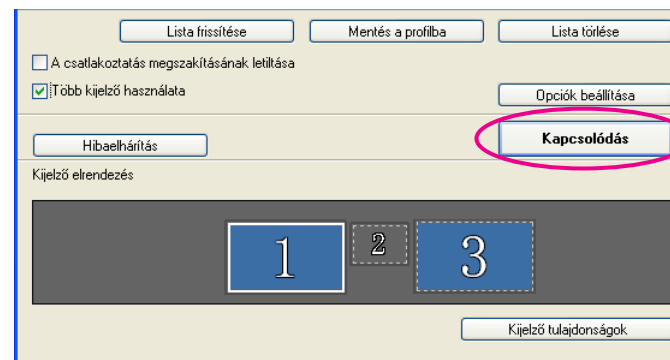 Lista frissítése Mentés a profilba Lista törlése
A csatlakoztatás megszakításának letiltása
Több kijelző használata
Opciók beállítása
Kapcsolódás
Hibaelhárítás
Kijelző elrendezés
1 2 3
Kijelző tulajdonságok